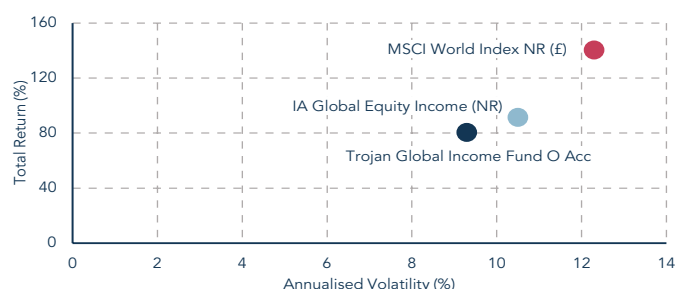 160
MSCI World Index NR (£)
120
IA Global Equity Income (NR)
80
Trojan Global Income Fund O Acc
40
0
Total Return (%)
0 2 4 6 8 10 12 14
Annualised Volatility (%)